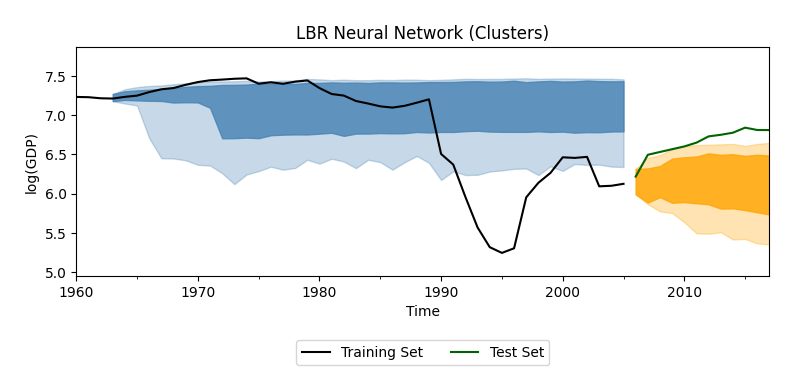 LBR Neural Network (Clusters)
log(GDP)
7.5
7.0
6.5
6.0
5.5
5.0
1960 1970 1980 1990 2000 2010
Time
Training Set Test Set